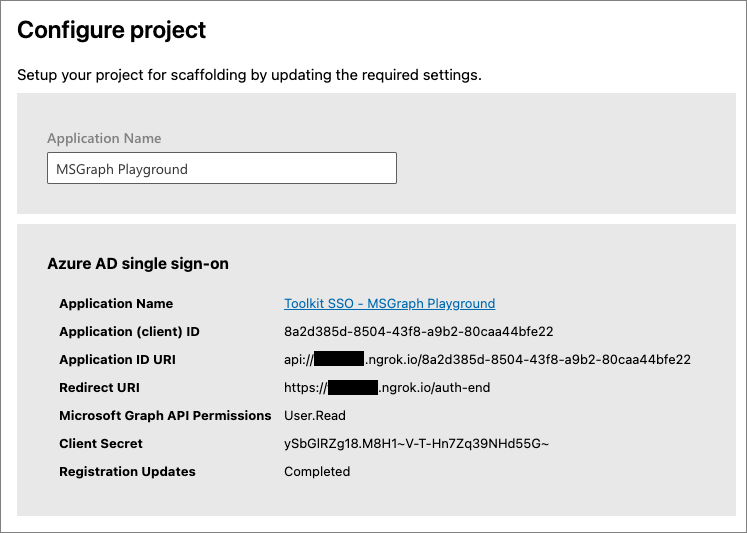 Configure project
Setup your project for scaffolding by updating the required settings.
Application Name
MSGraph Playground
Azure AD single sign-on
Application Name Toolkit SSO - MSGraph Playground
Application (client) ID 8a2d385d-8504-43f8-a9b2-80caa44bfe22
Application ID URI api://.ngrok.io/8a2d385d-8504-43f8-a9b2-80caa44bfe22
Redirect URI https://.ngrok.io/auth-end
Microsoft Graph API Permissions User.Read
Client Secret ySbGlRZg18.M8H1~V-T-Hn7Zq39NHd55G~
Registration Updates Completed